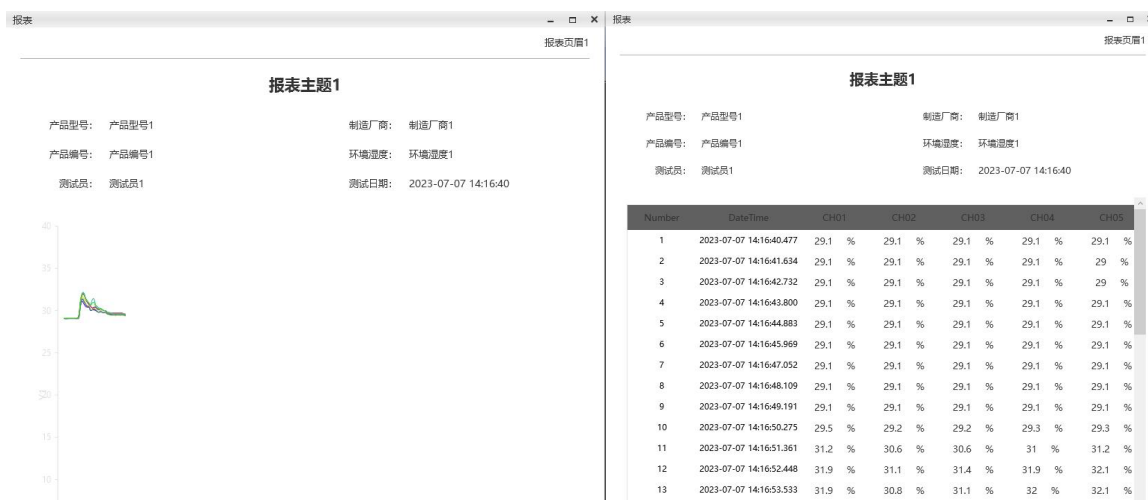 报表
报表页眉1
报表主题1
产品型号： 产品型号1 制造厂商： 制造厂商1
产品编号： 产品编号1 环境湿度： 环境湿度1
测试员： 测试员1 测试日期： 2023-07-07 14:16:40
40
35
30
25
20
15
10
报表
报表页眉1
报表主题1
产品型号： 产品型号1 制造厂商： 制造厂商1
产品编号： 产品编号1 环境湿度： 环境湿度1
测试员： 测试员1 测试日期： 2023-07-07 14:16:40
Number DateTime CH01 CH02 CH03 CH04 CH05
1 2023-07-07 14:16:40.477 29.1 % 29.1 % 29.1 % 29.1 % 29.1 %
2 2023-07-07 14:16:41.634 29.1 % 29.1 % 29.1 % 29.1 % 29 %
3 2023-07-07 14:16:42.732 29.1 % 29.1 % 29.1 % 29.1 % 29 %
4 2023-07-07 14:16:43.800 29.1 % 29.1 % 29.1 % 29.1 % 29.1 %
5 2023-07-07 14:16:44.883 29.1 % 29.1 % 29.1 % 29.1 % 29.1 %
6 2023-07-07 14:16:45.969 29.1 % 29.1 % 29.1 % 29.1 % 29.1 %
7 2023-07-07 14:16:47.052 29.1 % 29.1 % 29.1 % 29.1 % 29.1 %
8 2023-07-07 14:16:48.109 29.1 % 29.1 % 29.1 % 29.1 % 29.1 %
9 2023-07-07 14:16:49.191 29.1 % 29.1 % 29.1 % 29.1 % 29.1 %
10 2023-07-07 14:16:50.275 29.5 % 29.2 % 29.2 % 29.3 % 29.3 %
11 2023-07-07 14:16:51.361 31.2 % 30.6 % 30.6 % 31 % 31.2 %
12 2023-07-07 14:16:52.448 31.9 % 31.1 % 31.4 % 31.9 % 32.1 %
13 2023-07-07 14:16:53.533 31.9 % 30.8 % 31.1 % 32 % 32.1 %